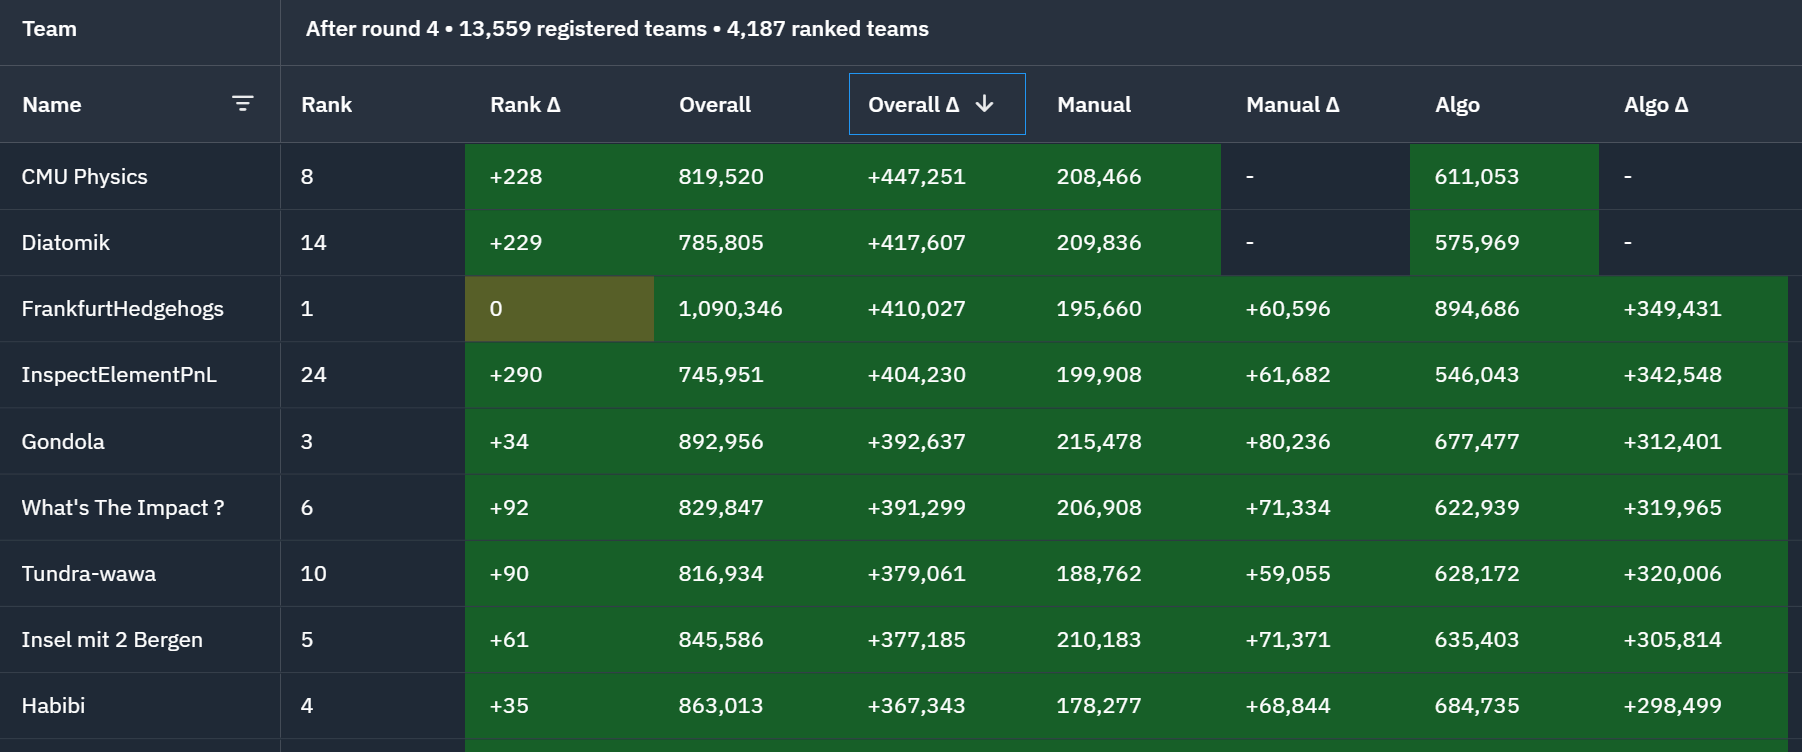 Team After round 4 • 13,559 registered teams • 4,187 ranked teams
Name Rank Rank Δ Overall Overall Δ ↓ Manual Manual Δ Algo Algo Δ
CMU Physics 8 +228 819,520 +447,251 208,466 - 611,053 -
Diatomik 14 +229 785,805 +417,607 209,836 - 575,969 -
FrankfurtHedgehogs 1 0 1,090,346 +410,027 195,660 +60,596 894,686 +349,431
InspectElementPnL 24 +290 745,951 +404,230 199,908 +61,682 546,043 +342,548
Gondola 3 +34 892,956 +392,637 215,478 +80,236 677,477 +312,401
What's The Impact ? 6 +92 829,847 +391,299 206,908 +71,334 622,939 +319,965
Tundra-wawa 10 +90 816,934 +379,061 188,762 +59,055 628,172 +320,006
Insel mit 2 Bergen 5 +61 845,586 +377,185 210,183 +71,371 635,403 +305,814
Habibi 4 +35 863,013 +367,343 178,277 +68,844 684,735 +298,499